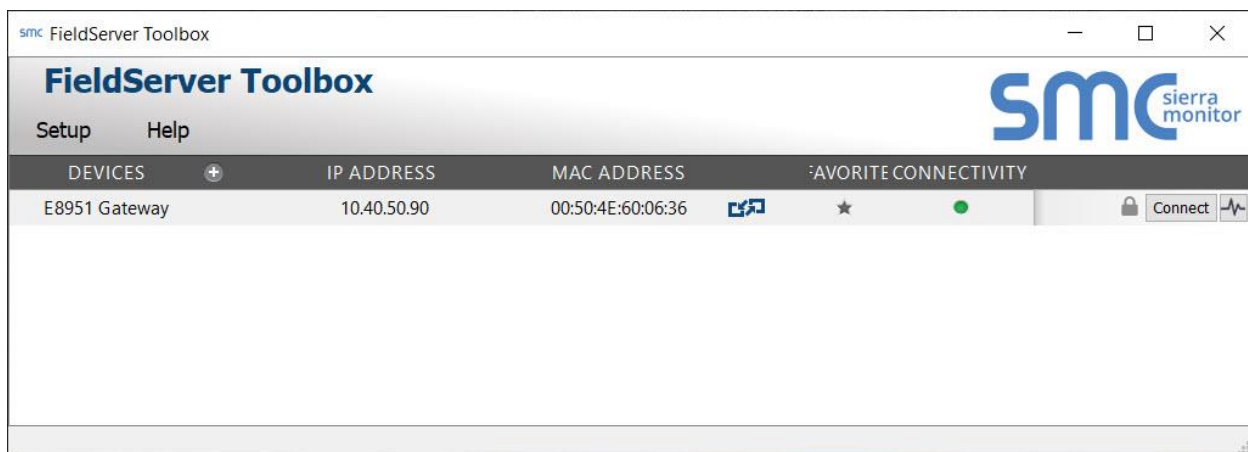 smc FieldServer Toolbox
FieldServer Toolbox
smc sierra monitor
Setup Help
DEVICES IP ADDRESS MAC ADDRESS FAVORITE CONNECTIVITY
E8951 Gateway 10.40.50.90 00:50:4E:60:06:36 Connect